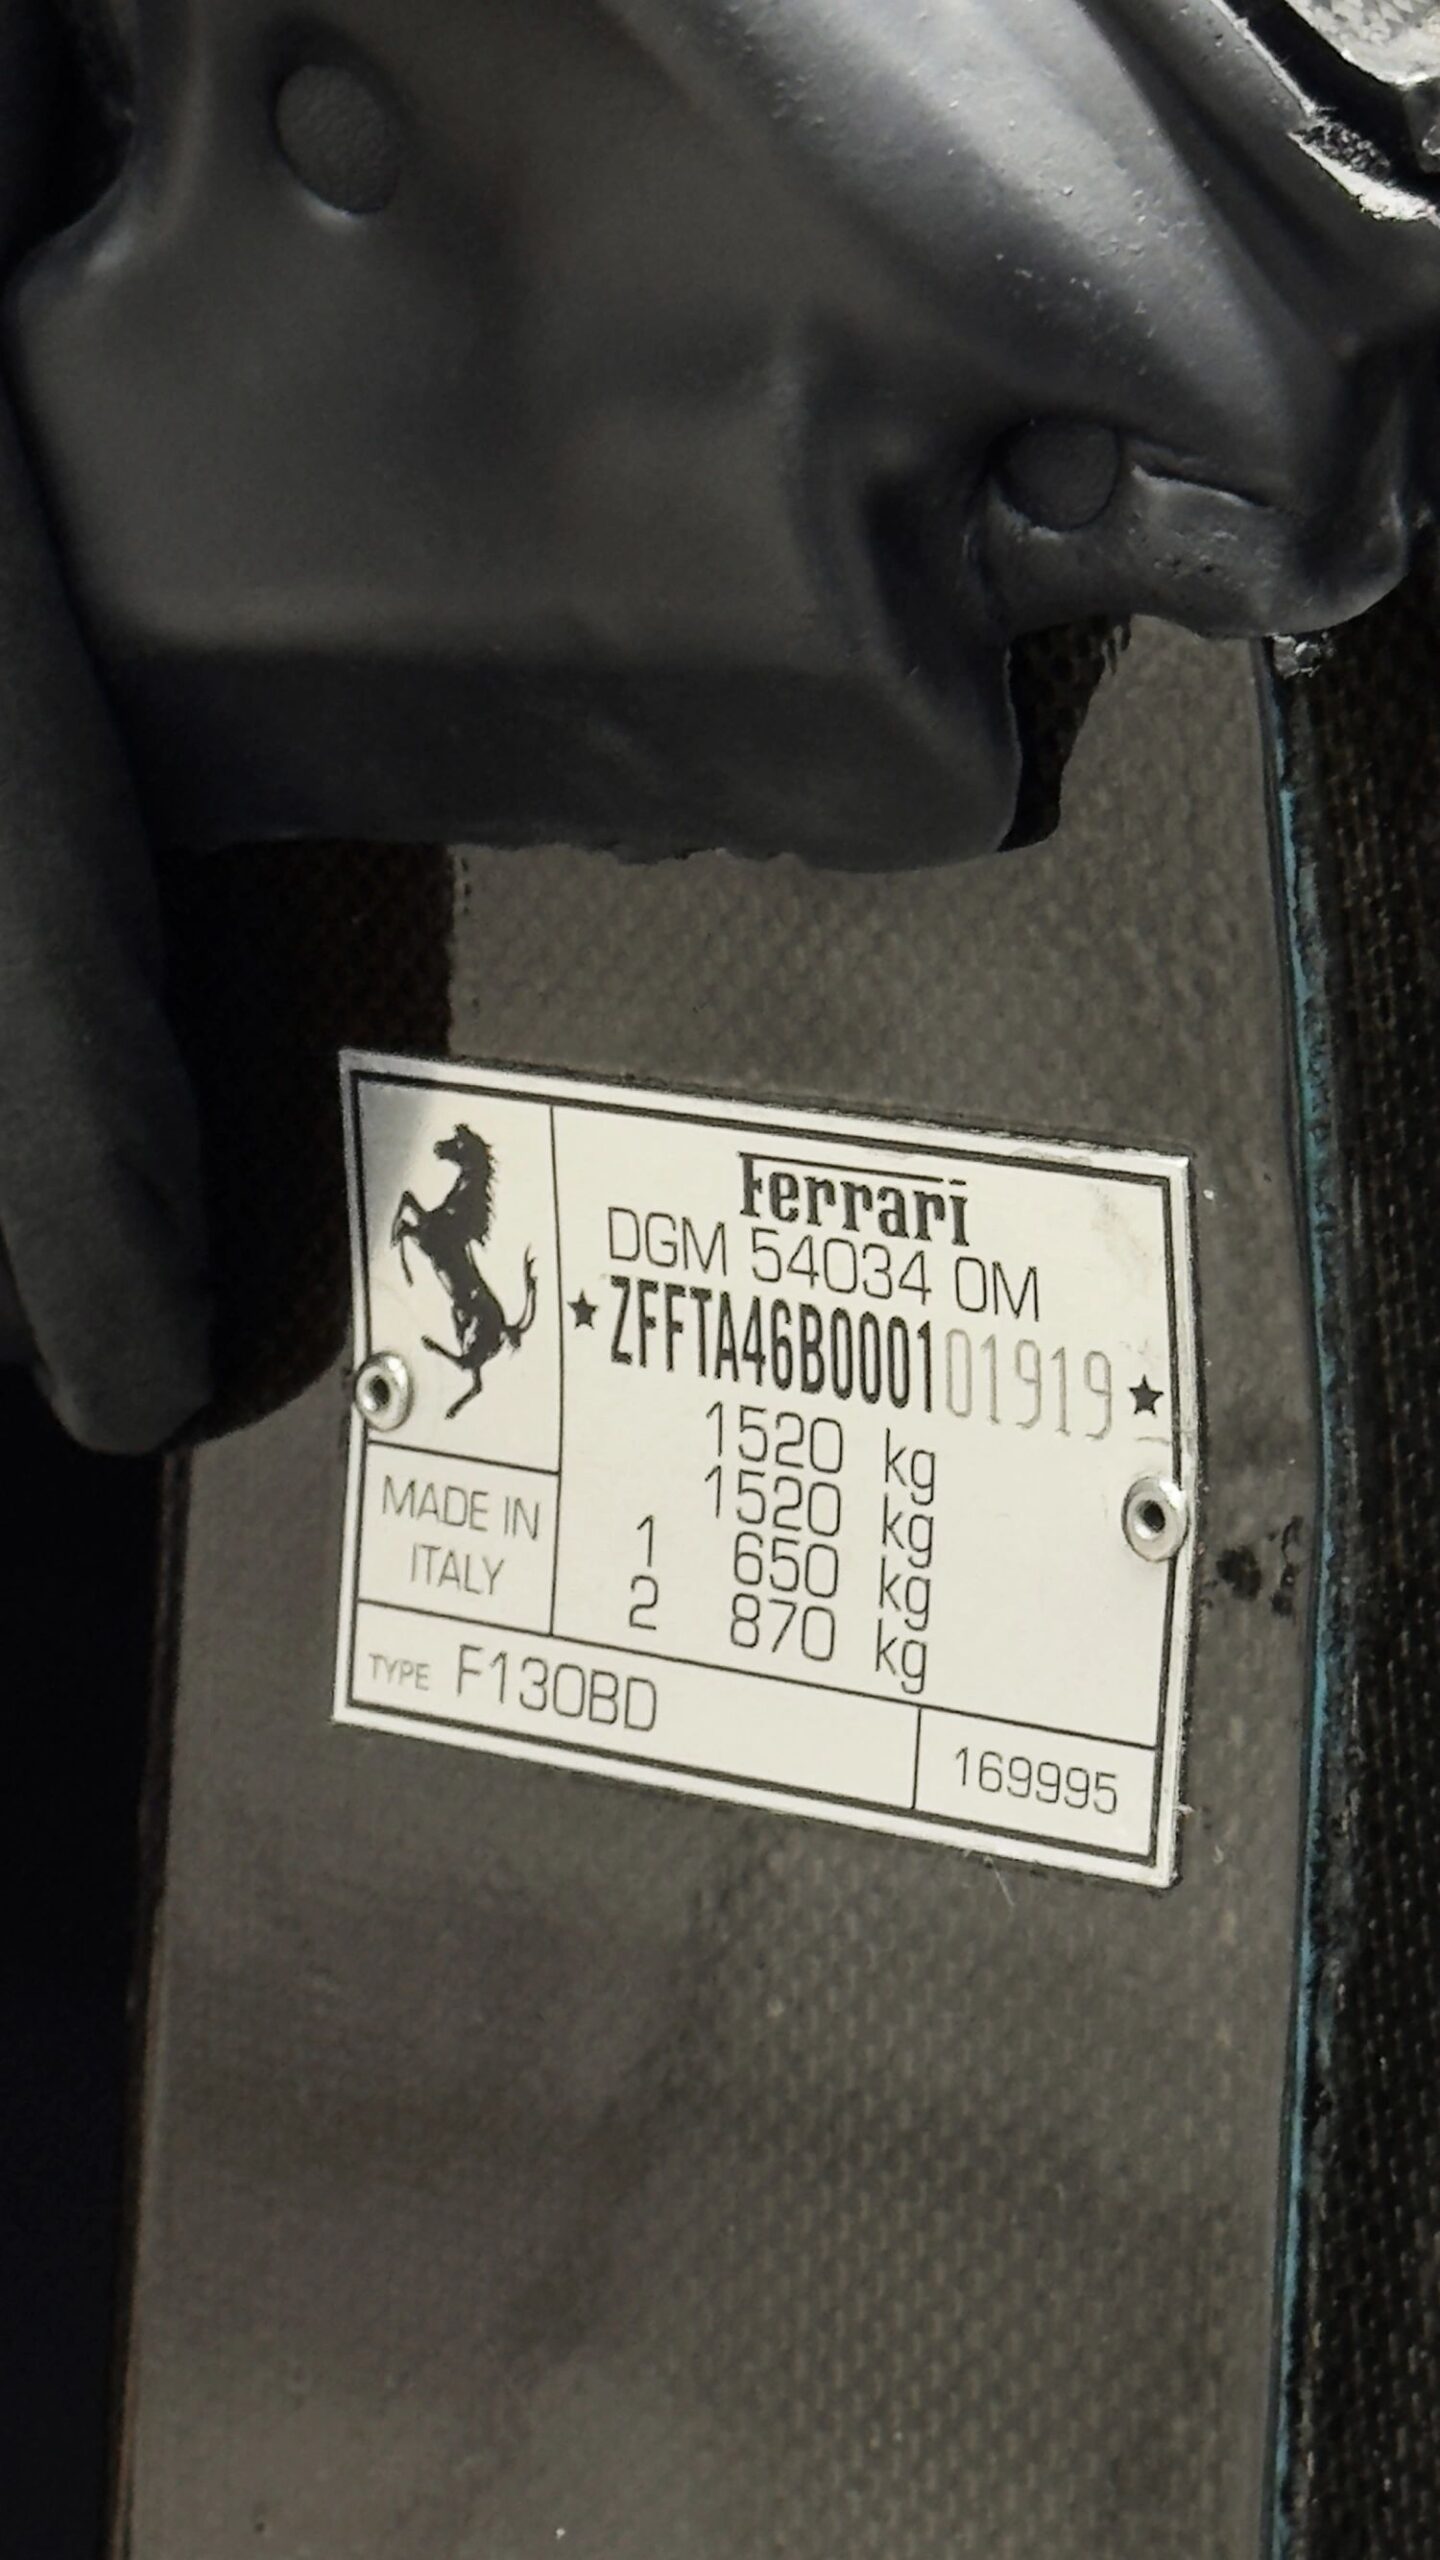 Ferrari
DGM 54034 OM
★ZFFTA46B000101919★
1520 kg
1520 kg
1 650 kg
2 870 kg
MADE IN
ITALY
TYPE F130BD
169995